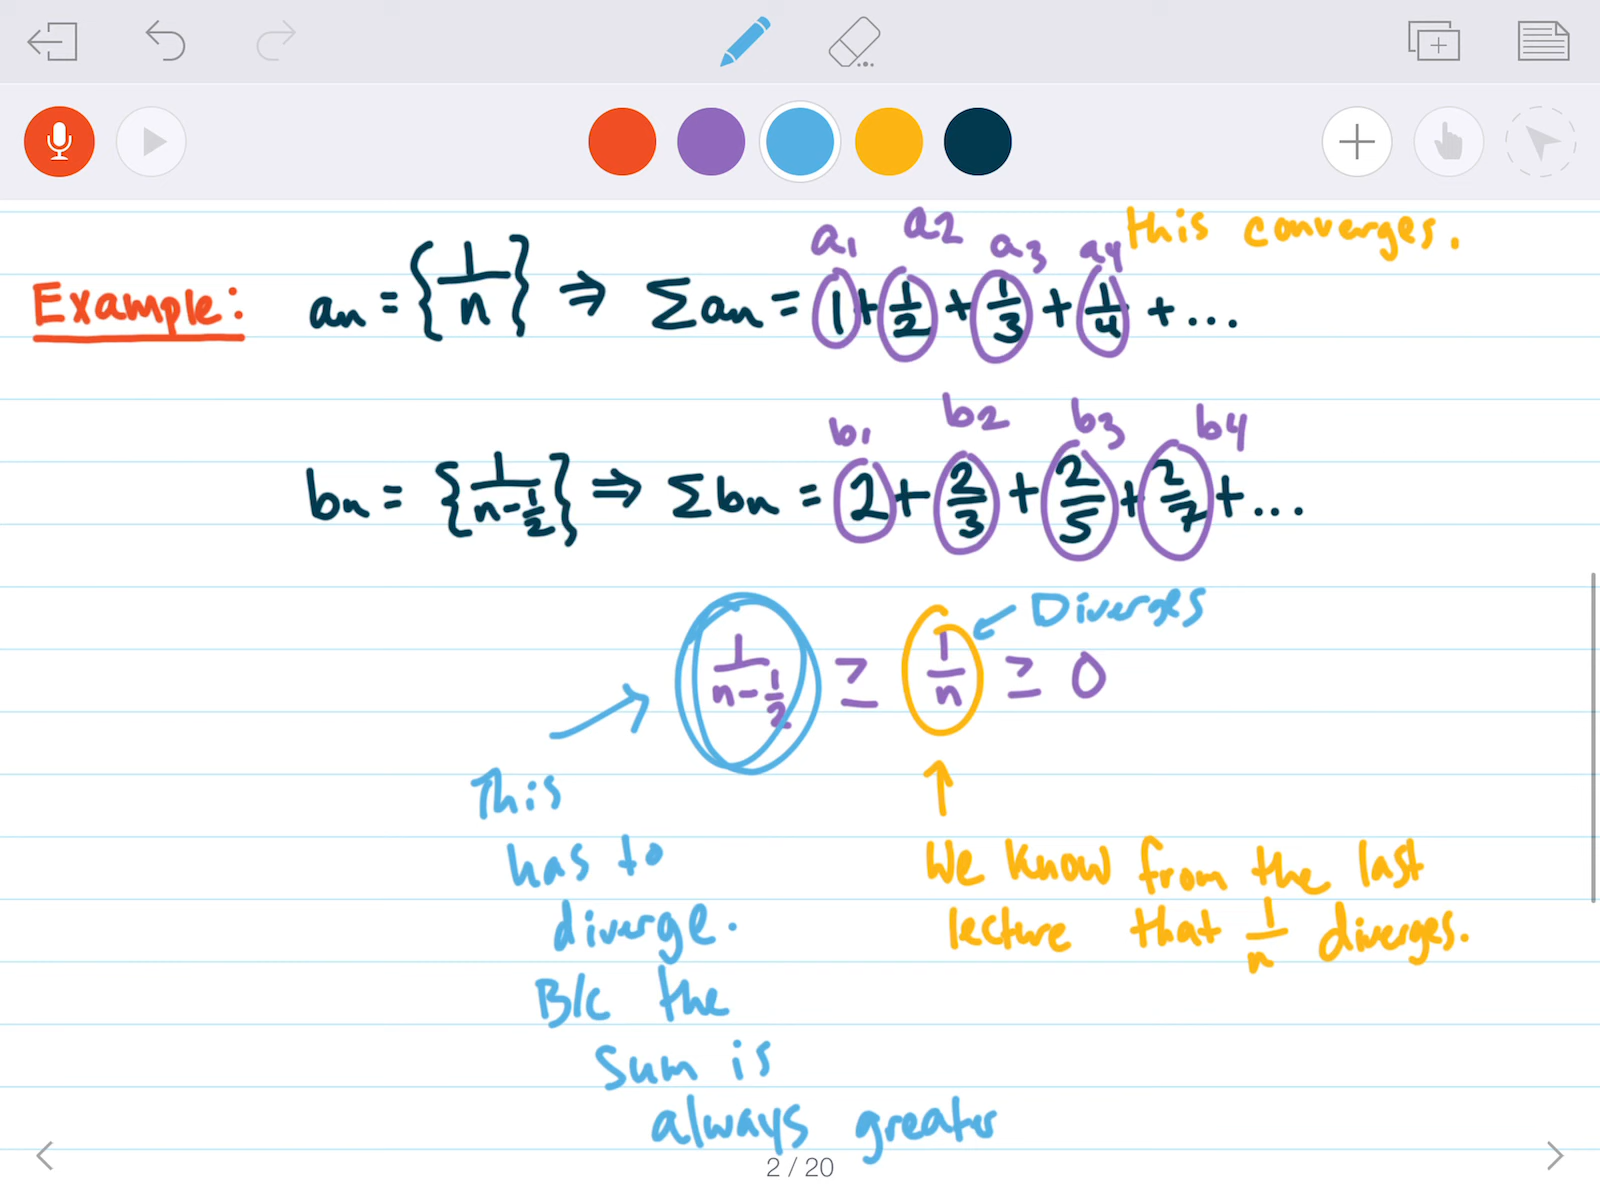 this converges.
a1 a2 a3 a4
Example: an = {1/n} ⇒ Σan = 1 + 1/2 + 1/3 + 1/4 + ...
b1 b2 b3 b4
bn = {1/(n-1/2)} ⇒ Σbn = 2 + 2/3 + 2/5 + 2/7 + ...
Diverges
1/(n-1/2) ≥ 1/n ≥ 0
This
has to
diverge.
B/c the
sum is
always greater
We know from the last
lecture that 1/n diverges.
2 / 20